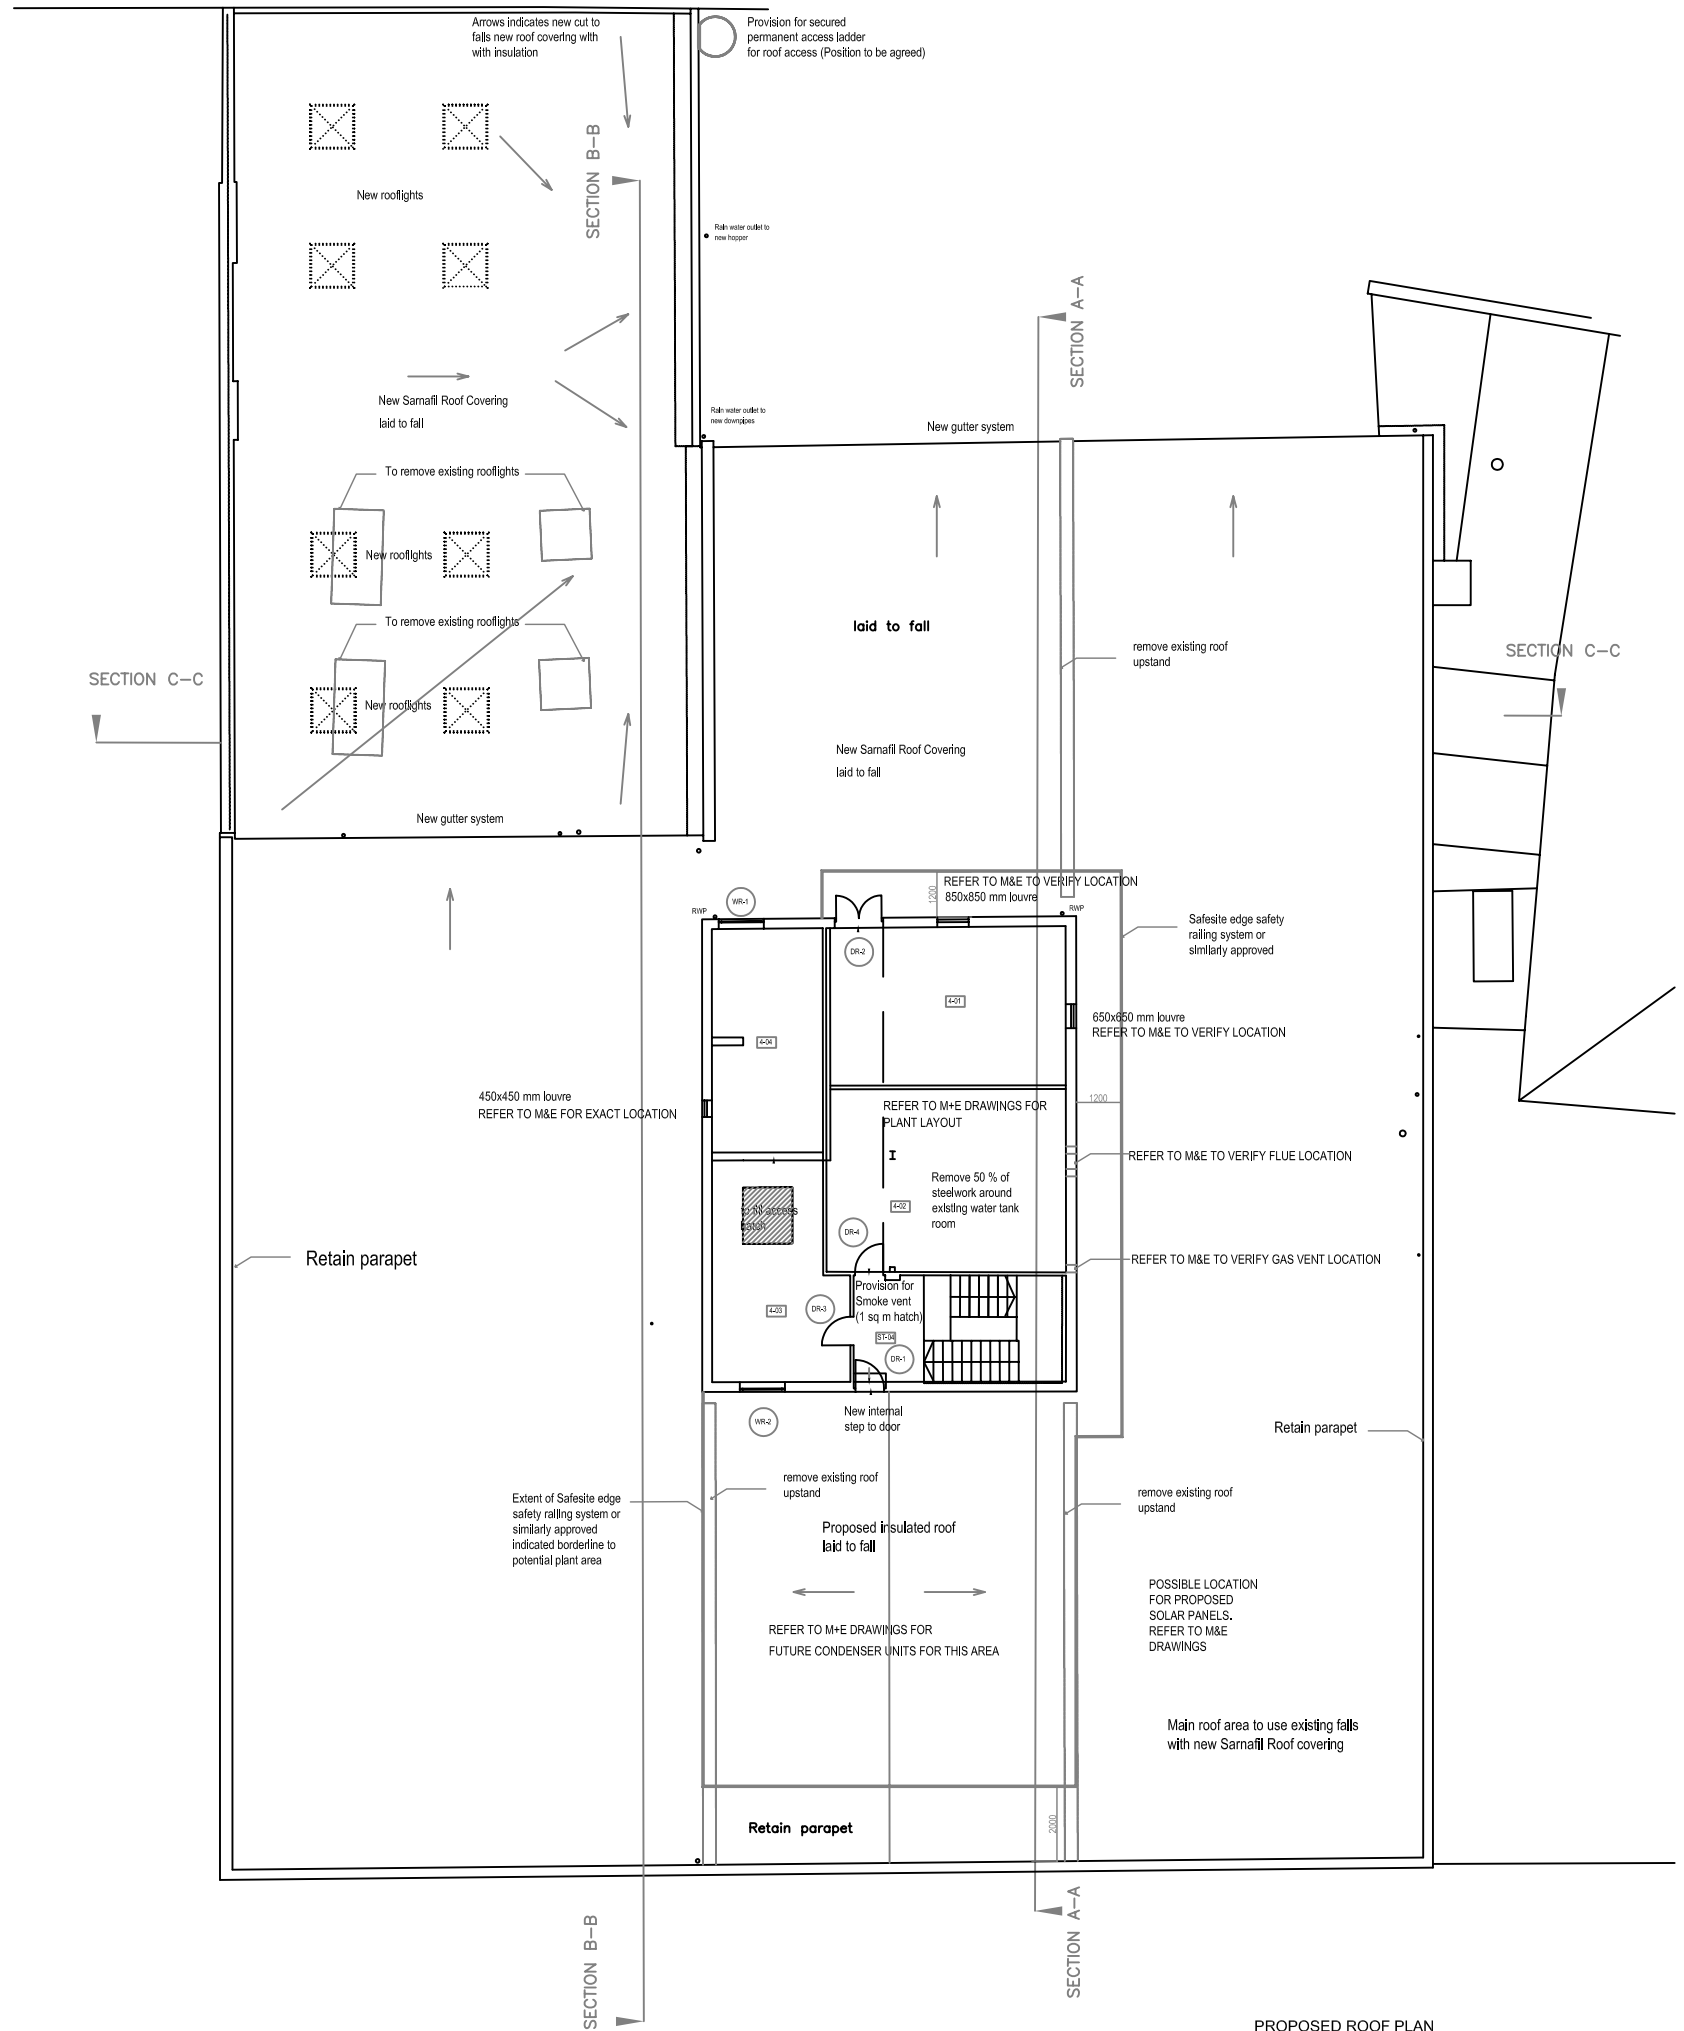 Arrows indicates new cut to
falls new roof covering with
with insulation
Provision for secured
permanent access ladder
for roof access (Position to be agreed)
SECTION B-B
New rooflights
Rain water outlet to
new hopper
SECTION A-A
New Sarnafil Roof Covering
laid to fall
Rain water outlet to
new downpipes
New gutter system
To remove existing rooflights
New rooflights
To remove existing rooflights
laid to fall
remove existing roof
upstand
SECTION C-C
SECTION C-C
New rooflights
New Sarnafil Roof Covering
laid to fall
New gutter system
REFER TO M&E TO VERIFY LOCATION
850x850 mm louvre
1200
WR-1
RWP
RWP
Safesite edge safety
railing system or
similarly approved
DR-2
4-01
650x650 mm louvre
REFER TO M&E TO VERIFY LOCATION
4-04
450x450 mm louvre
REFER TO M&E FOR EXACT LOCATION
REFER TO M+E DRAWINGS FOR
PLANT LAYOUT
1200
REFER TO M&E TO VERIFY FLUE LOCATION
Remove 50 % of
steelwork around
existing water tank
room
4-02
to fill access
hatch
DR-4
Retain parapet
REFER TO M&E TO VERIFY GAS VENT LOCATION
Provision for
Smoke vent
(1 sq m hatch)
4-03
DR-3
ST-04
DR-1
New internal
step to door
WR-2
Retain parapet
remove existing roof
upstand
remove existing roof
upstand
Extent of Safesite edge
safety railing system or
similarly approved
indicated borderline to
potential plant area
Proposed insulated roof
laid to fall
POSSIBLE LOCATION
FOR PROPOSED
SOLAR PANELS.
REFER TO M&E
DRAWINGS
REFER TO M+E DRAWINGS FOR
FUTURE CONDENSER UNITS FOR THIS AREA
Main roof area to use existing falls
with new Sarnafil Roof covering
Retain parapet
2000
SECTION B-B
SECTION A-A
PROPOSED ROOF PLAN